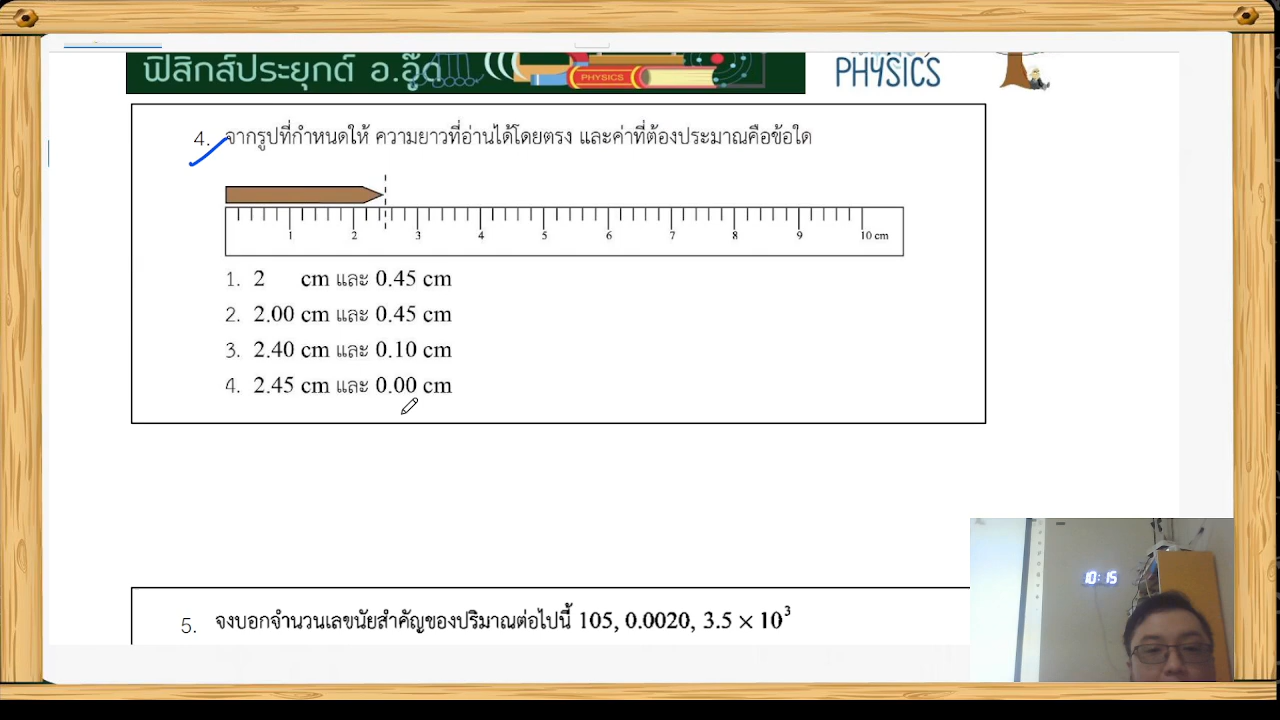 ฟิสิกส์ประยุกต์ อ.อู๊ด
PHYSICS
PHYSICS
4. จากรูปที่กำหนดให้ ความยาวที่อ่านได้โดยตรง และค่าที่ต้องประมาณคือข้อใด
1 2 3 4 5 6 7 8 9 10 cm
1. 2 cm และ 0.45 cm
2. 2.00 cm และ 0.45 cm
3. 2.40 cm และ 0.10 cm
4. 2.45 cm และ 0.00 cm
5. จงบอกจำนวนเลขนัยสำคัญของปริมาณต่อไปนี้ 105, 0.0020, 3.5 × 10³
10:15